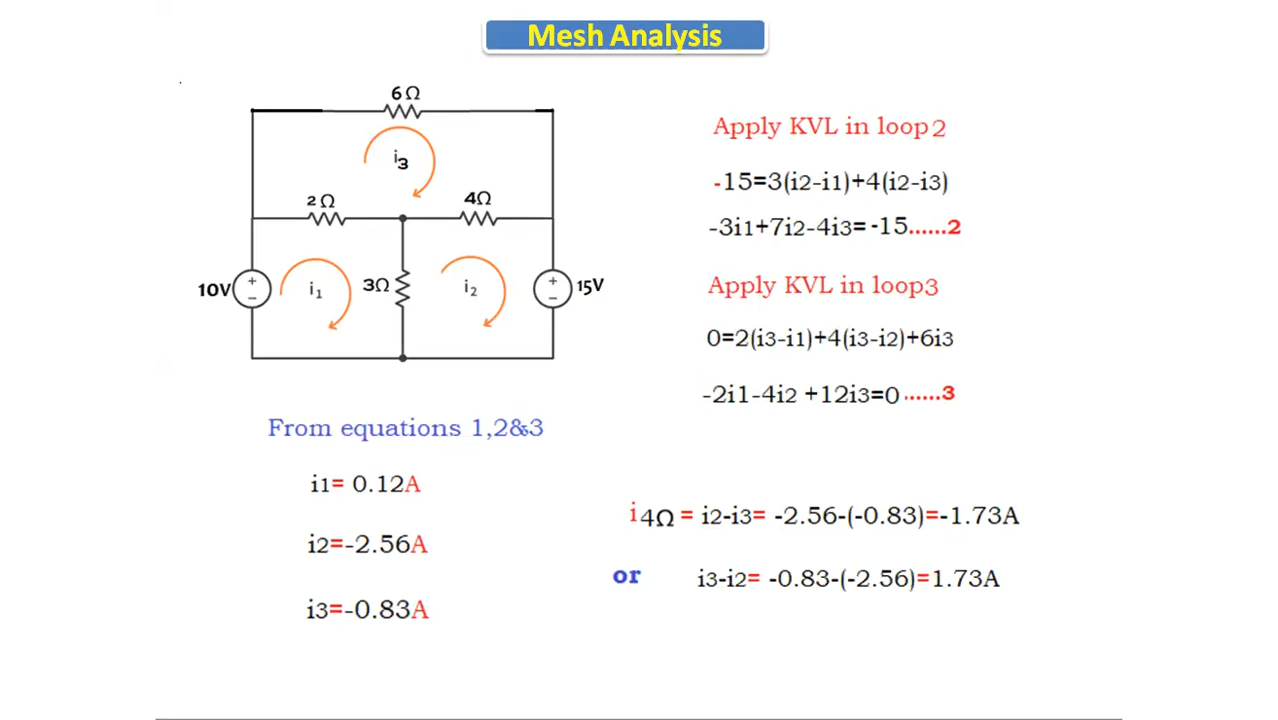 Mesh Analysis
6Ω
i3
2Ω
4Ω
10V
i1
3Ω
i2
15V
Apply KVL in loop2
-15=3(i2-i1)+4(i2-i3)
-3i1+7i2-4i3= -15......2
Apply KVL in loop3
0=2(i3-i1)+4(i3-i2)+6i3
-2i1-4i2 +12i3=0 ......3
From equations 1,2&3
i1= 0.12A
i2=-2.56A
i3=-0.83A
i4Ω = i2-i3= -2.56-(-0.83)=-1.73A
or i3-i2= -0.83-(-2.56)=1.73A